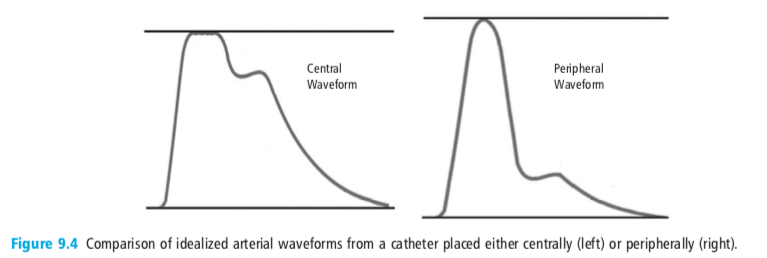 Central
Waveform
Peripheral
Waveform
Figure 9.4 Comparison of idealized arterial waveforms from a catheter placed either centrally (left) or peripherally (right).